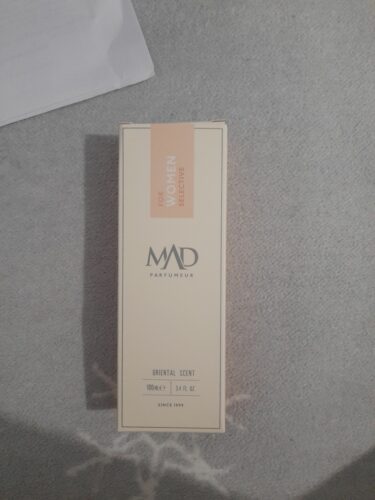 FOR
WOMEN
SELECTIVE
MAD
PARFUMEUR
ORIENTAL SCENT
100ml℮ 3.4 fl. oz
SINCE 1999